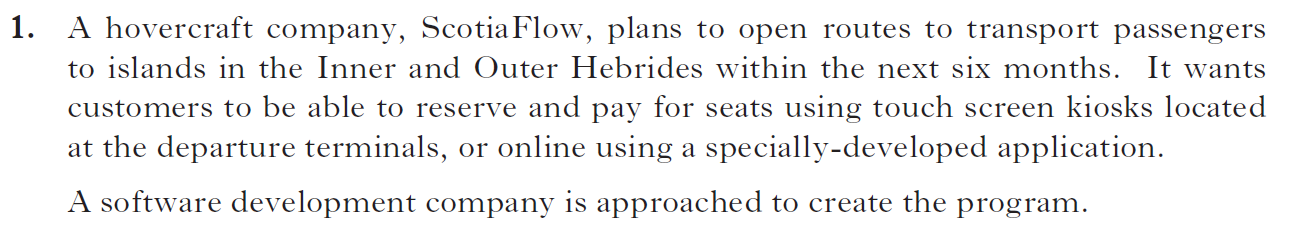 1. A hovercraft company, ScotiaFlow, plans to open routes to transport passengers
to islands in the Inner and Outer Hebrides within the next six months. It wants
customers to be able to reserve and pay for seats using touch screen kiosks located
at the departure terminals, or online using a specially-developed application.
A software development company is approached to create the program.